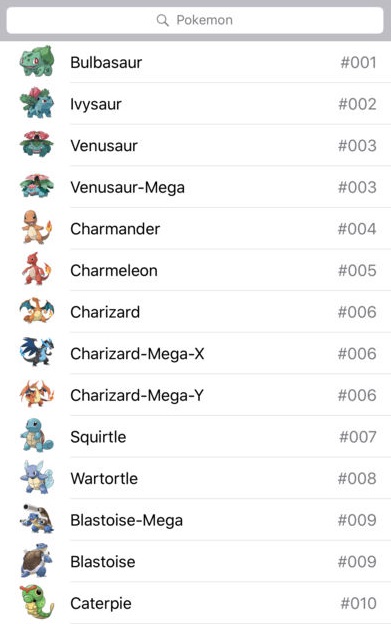 Pokemon
Bulbasaur #001
Ivysaur #002
Venusaur #003
Venusaur-Mega #003
Charmander #004
Charmeleon #005
Charizard #006
Charizard-Mega-X #006
Charizard-Mega-Y #006
Squirtle #007
Wartortle #008
Blastoise-Mega #009
Blastoise #009
Caterpie #010